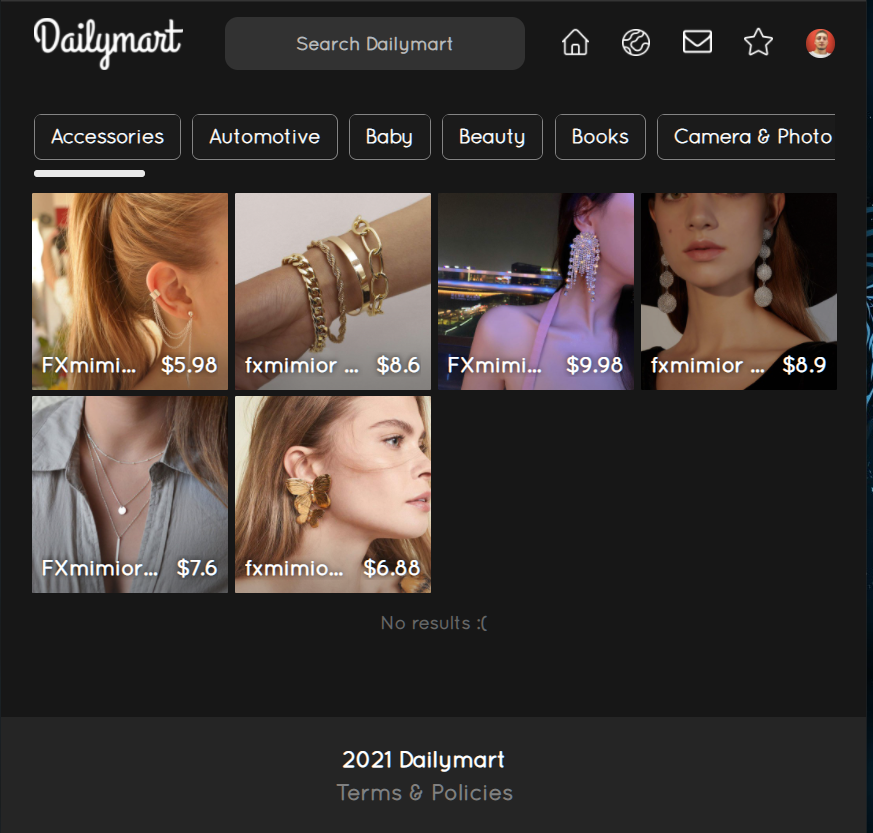 Dailymart
Search Dailymart
Accessories
Automotive
Baby
Beauty
Books
Camera & Photo
FXmimi... $5.98
fxmimior ... $8.6
FXmimi... $9.98
fxmimior ... $8.9
FXmimior... $7.6
fxmimio... $6.88
No results :(
2021 Dailymart
Terms & Policies